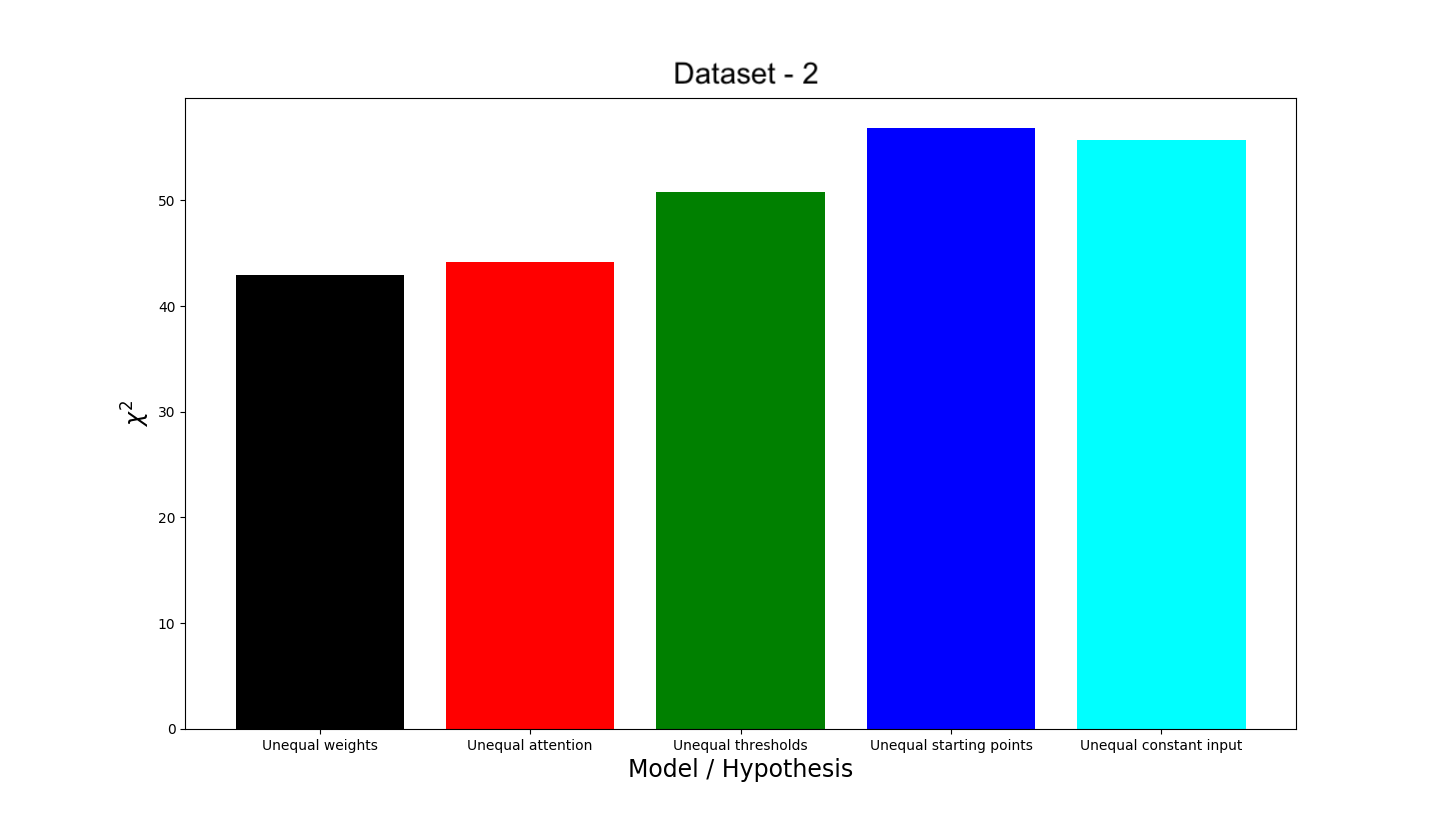 Dataset - 2
χ²
50
40
30
20
10
0
Unequal weights Unequal attention Unequal thresholds Unequal starting points Unequal constant input
Model / Hypothesis